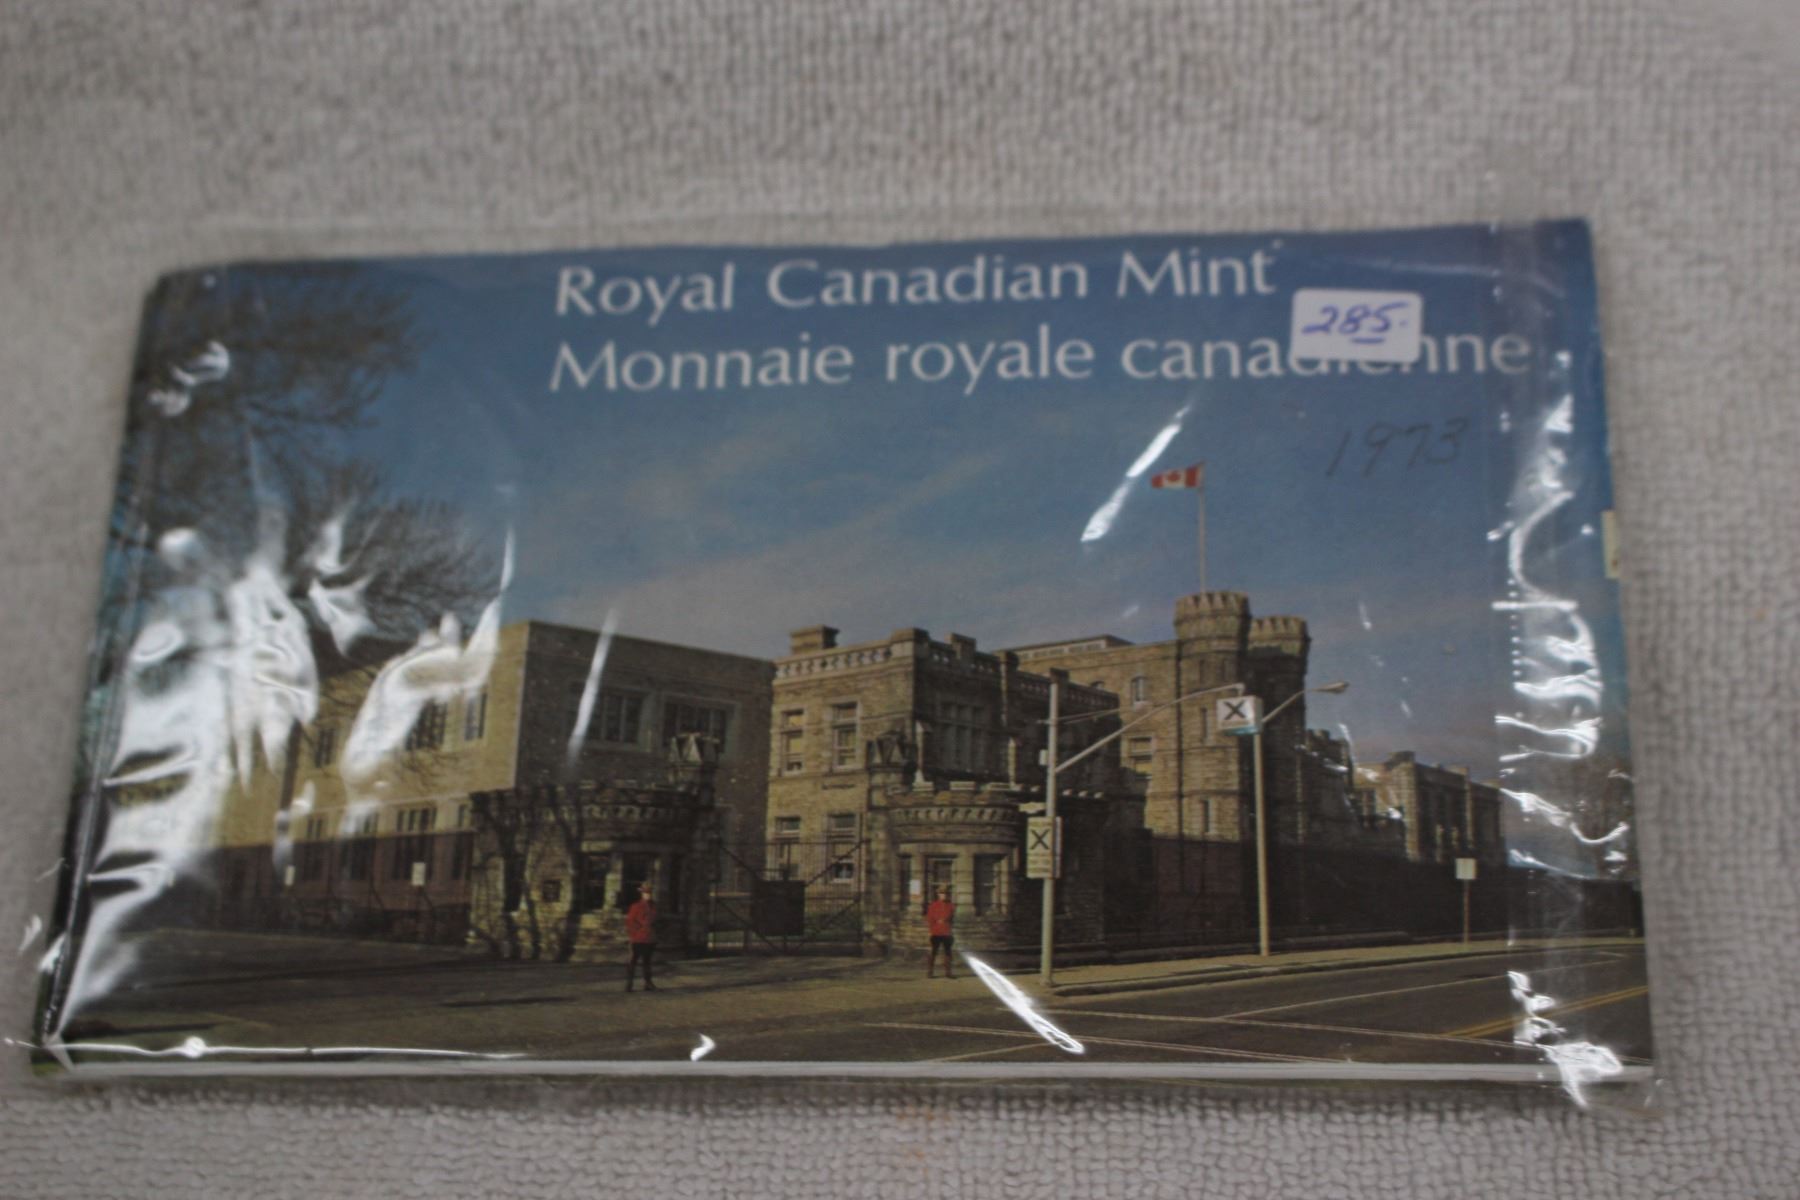 Royal Canadian Mint
285.
Monnaie royale canadienne
1973
X
X